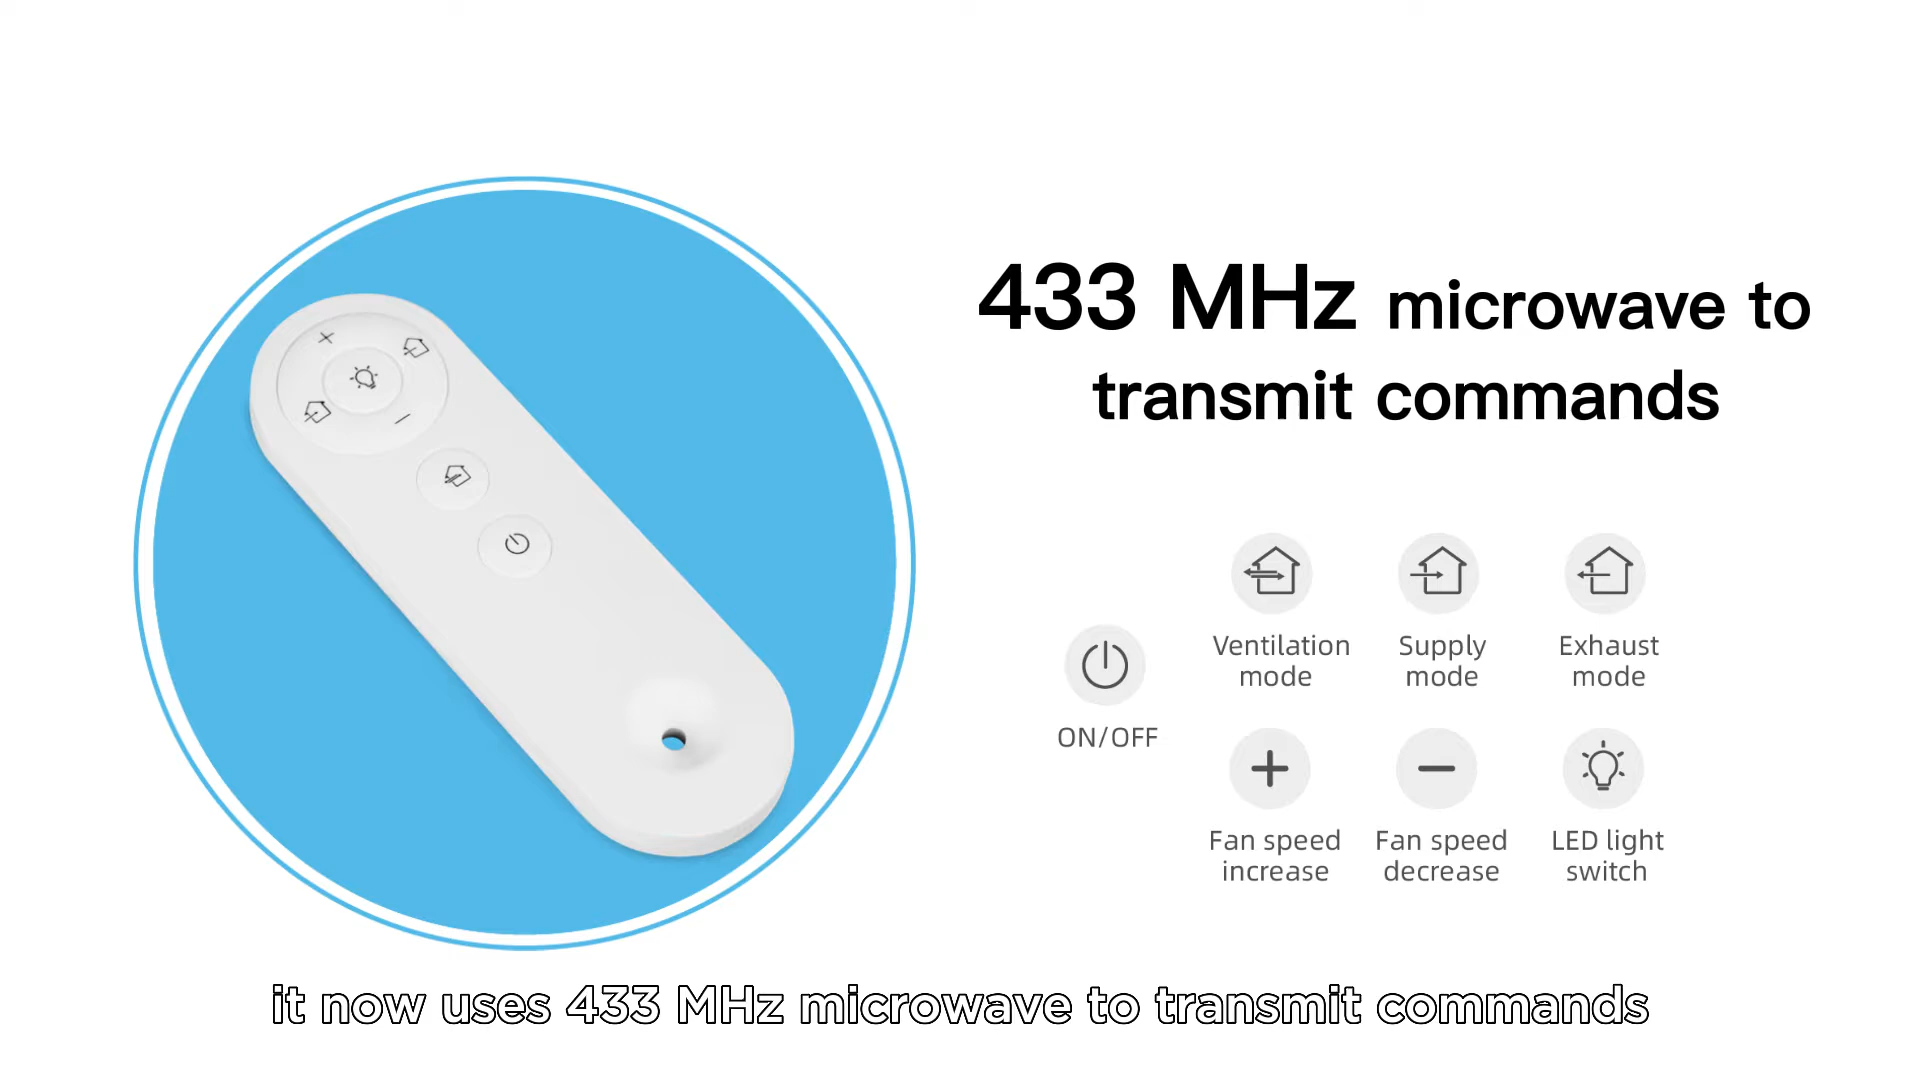 433 MHz microwave to
transmit commands
ON/OFF
Ventilation
mode
Supply
mode
Exhaust
mode
Fan speed
increase
Fan speed
decrease
LED light
switch
it now uses 433 MHz microwave to transmit commands